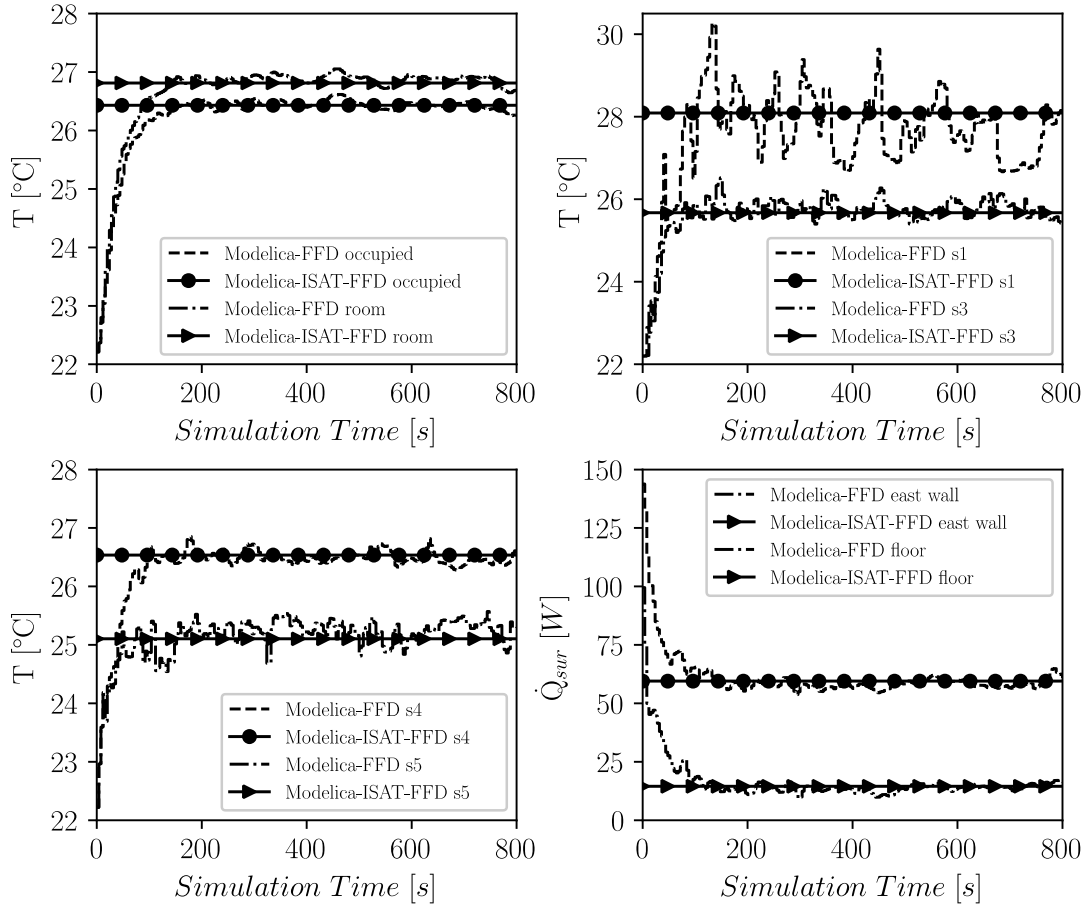 28
27
26
25
24
23
22
T [°C]
Modelica-FFD occupied
Modelica-ISAT-FFD occupied
Modelica-FFD room
Modelica-ISAT-FFD room
0 200 400 600 800
Simulation Time [s]
30
28
26
24
22
T [°C]
Modelica-FFD s1
Modelica-ISAT-FFD s1
Modelica-FFD s3
Modelica-ISAT-FFD s3
0 200 400 600 800
Simulation Time [s]
28
27
26
25
24
23
22
T [°C]
Modelica-FFD s4
Modelica-ISAT-FFD s4
Modelica-FFD s5
Modelica-ISAT-FFD s5
0 200 400 600 800
Simulation Time [s]
150
125
100
75
50
25
0
Q̇sur [W]
Modelica-FFD east wall
Modelica-ISAT-FFD east wall
Modelica-FFD floor
Modelica-ISAT-FFD floor
0 200 400 600 800
Simulation Time [s]